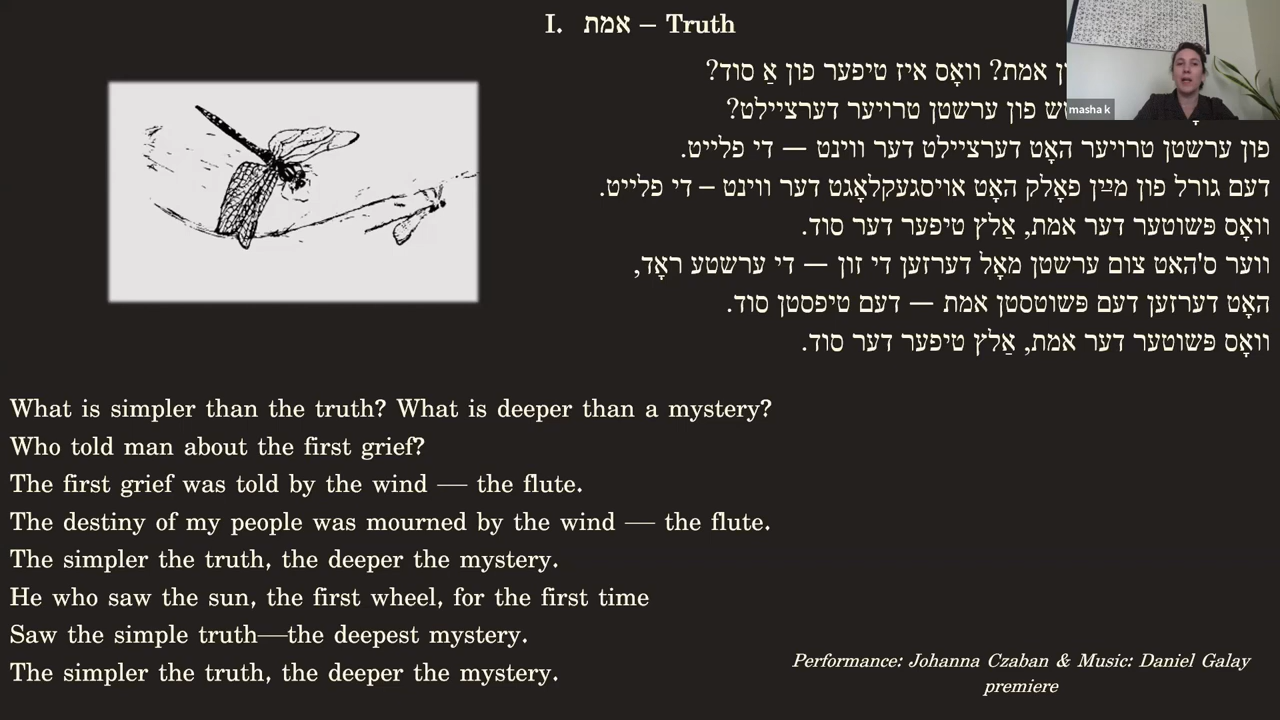 I. אמת – Truth
אמת? וואָס איז טיפער פון אַ סוד?
פון ערשטן טרויער דערציילט?
פון ערשטן טרויער האָט דערציילט דער ווינט — די פלייט.
דעם גורל פון מײַן פאָלק האָט אויסגעקלאָגט דער ווינט – די פלייט.
וואָס פּשוטער דער אמת, אַלץ טיפער דער סוד.
ווער ס'האט צום ערשטן מאָל דערזען די זון — די ערשטע ראָד,
האָט דערזען דעם פּשוטסטן אמת — דעם טיפסטן סוד.
וואָס פּשוטער דער אמת, אַלץ טיפער דער סוד.
masha k
What is simpler than the truth? What is deeper than a mystery?
Who told man about the first grief?
The first grief was told by the wind — the flute.
The destiny of my people was mourned by the wind — the flute.
The simpler the truth, the deeper the mystery.
He who saw the sun, the first wheel, for the first time
Saw the simple truth—the deepest mystery.
The simpler the truth, the deeper the mystery.
Performance: Johanna Czaban & Music: Daniel Galay
premiere